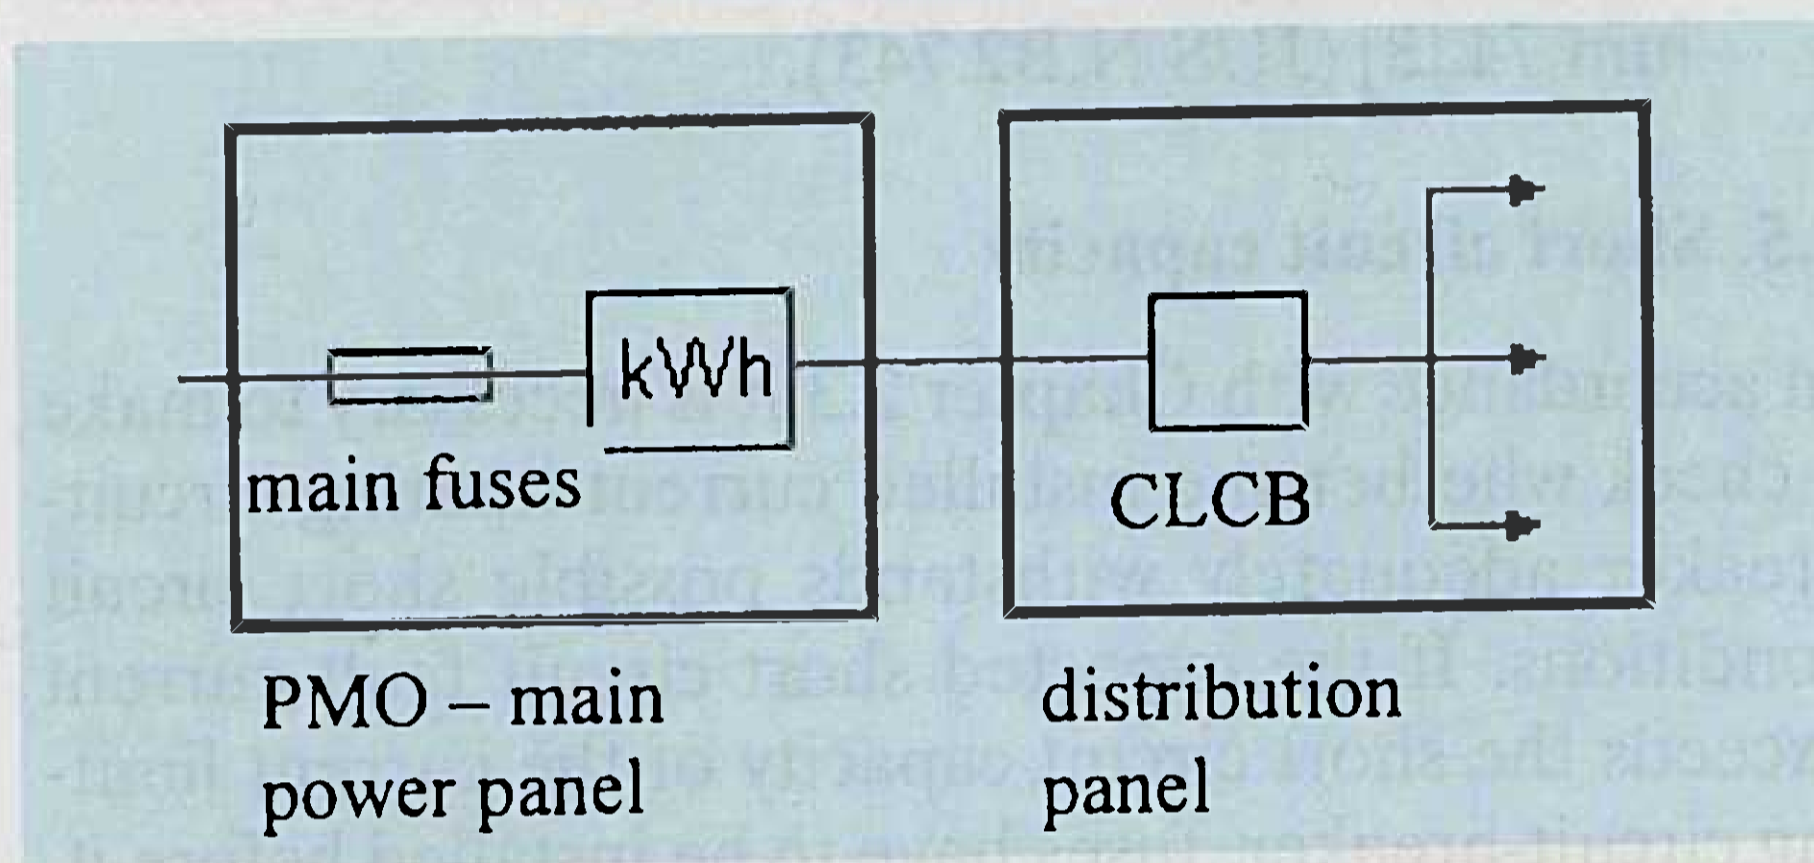 kWh
main fuses
CLCB
PMO – main
power panel
distribution
panel